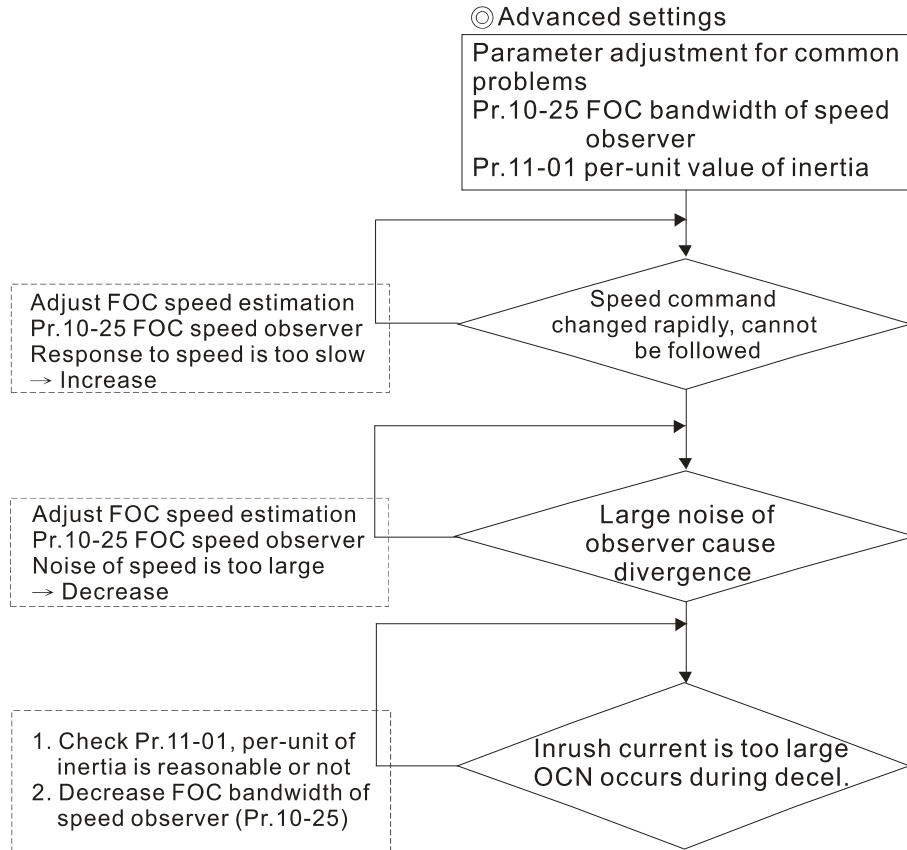 ◎ Advanced settings
Parameter adjustment for common
problems
Pr.10-25 FOC bandwidth of speed
observer
Pr.11-01 per-unit value of inertia
Speed command
changed rapidly, cannot
be followed
Adjust FOC speed estimation
Pr.10-25 FOC speed observer
Response to speed is too slow
→ Increase
Large noise of
observer cause
divergence
Adjust FOC speed estimation
Pr.10-25 FOC speed observer
Noise of speed is too large
→ Decrease
Inrush current is too large
OCN occurs during decel.
1. Check Pr.11-01, per-unit of
inertia is reasonable or not
2. Decrease FOC bandwidth of
speed observer (Pr.10-25)